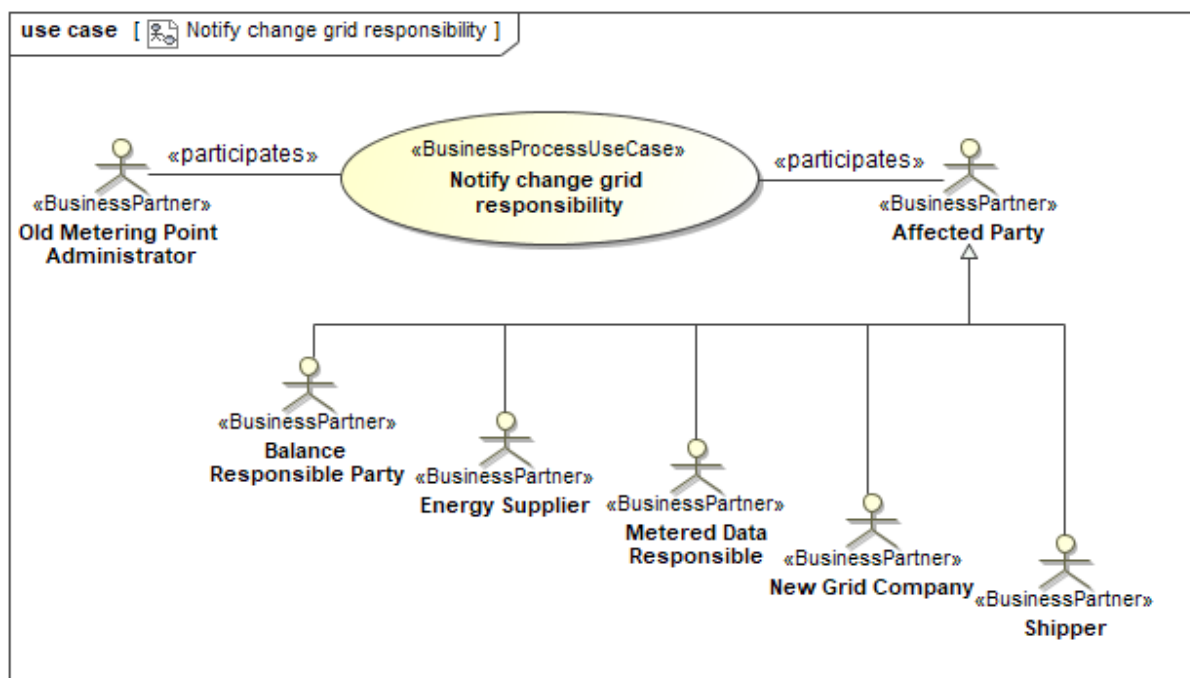 use case [ Notify change grid responsibility ]
«participates»
«BusinessProcessUseCase»
Notify change grid
responsibility
«participates»
«BusinessPartner»
Old Metering Point
Administrator
«BusinessPartner»
Affected Party
«BusinessPartner»
Balance
Responsible Party
«BusinessPartner»
Energy Supplier
«BusinessPartner»
Metered Data
Responsible
«BusinessPartner»
New Grid Company
«BusinessPartner»
Shipper